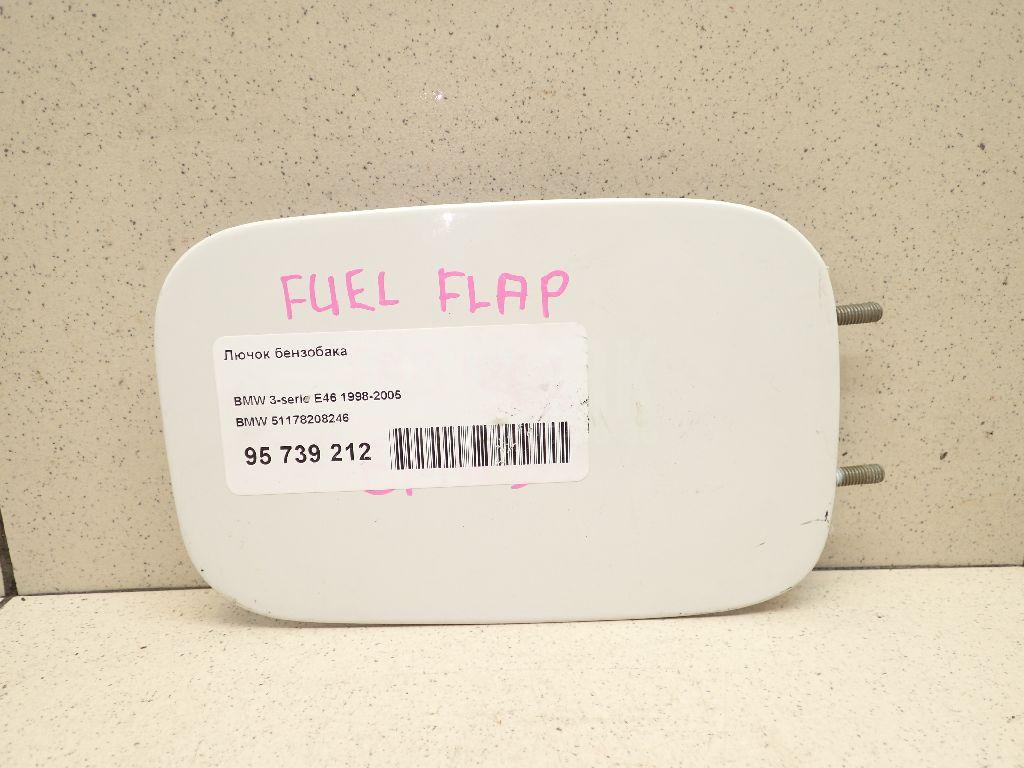 FUEL FLAP
Лючок бензобака
BMW 3-serie E46 1998-2005
BMW 51178208246
95 739 212